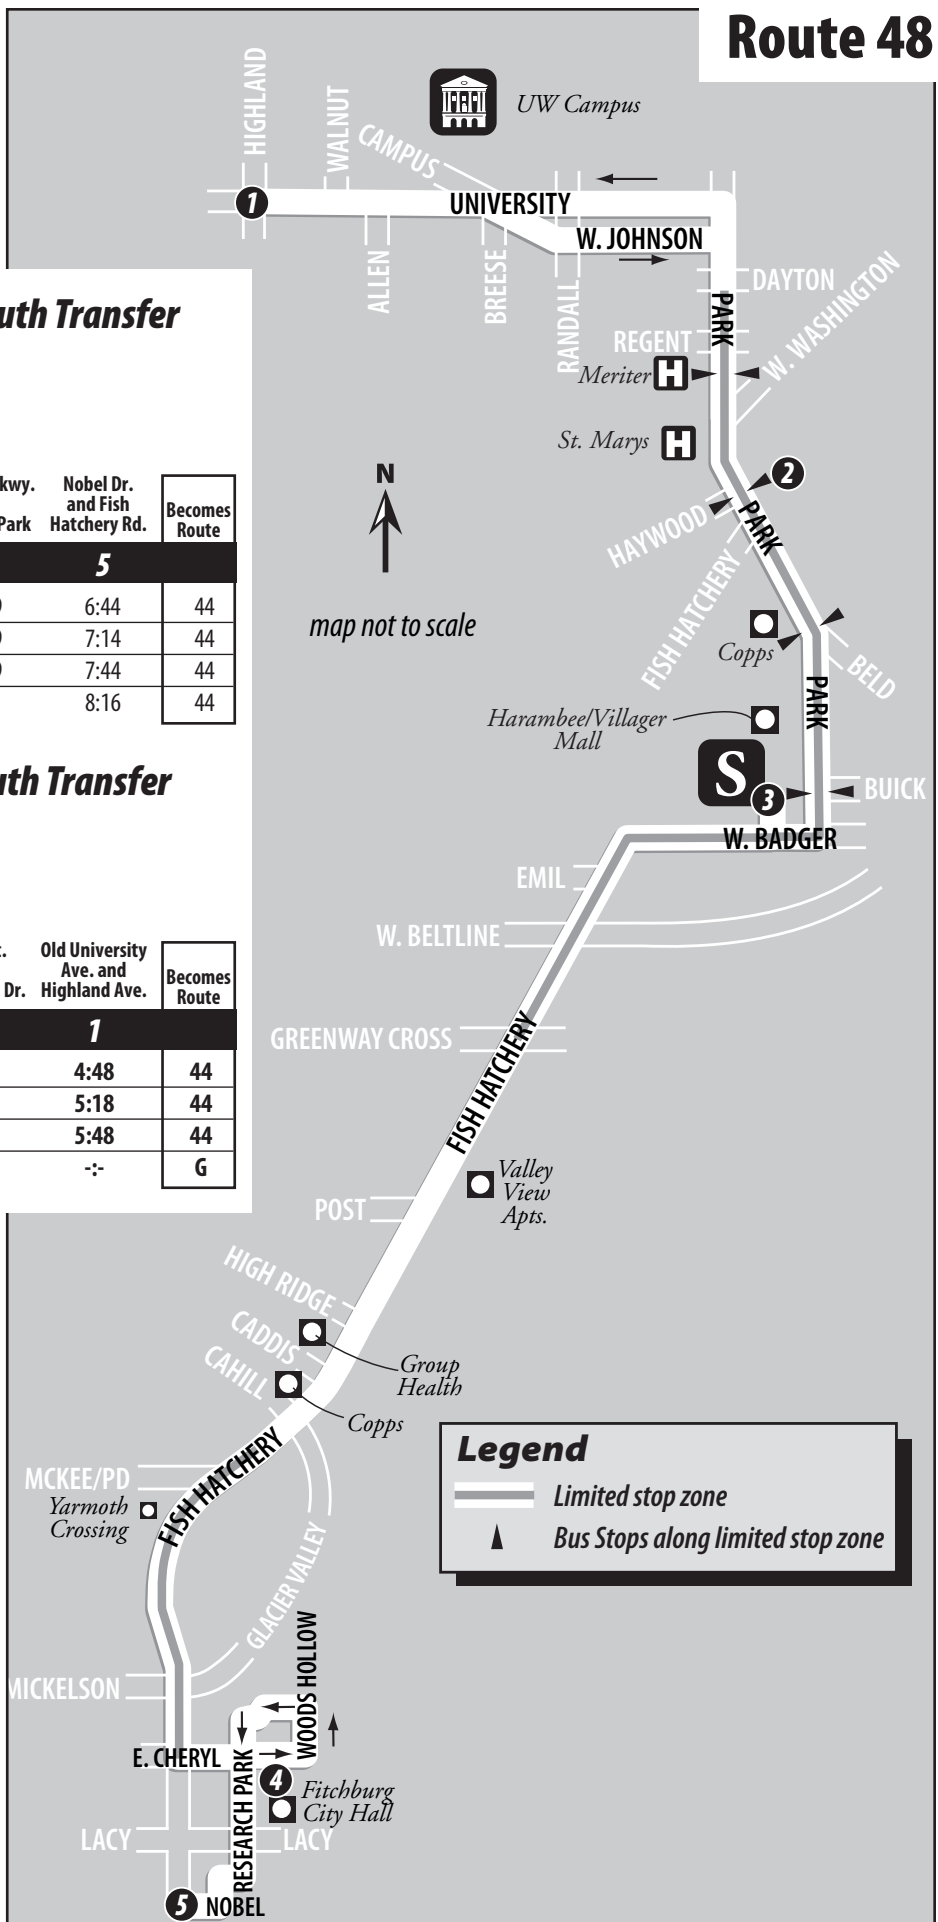 Route 48
UW Campus
HIGHLAND
WALNUT
CAMPUS
1
UNIVERSITY
W. JOHNSON
ALLEN
BREESE
RANDALL
DAYTON
PARK
W. WASHINGTON
REGENT
Meriter H
St. Marys H
2
PARK
HAYWOOD
FISH HATCHERY
N
map not to scale
Copps
BELD
PARK
Harambee/Villager
Mall
S
3
BUICK
W. BADGER
EMIL
W. BELTLINE
GREENWAY CROSS
FISH HATCHERY
Valley
View
Apts.
POST
HIGH RIDGE
CADDIS
CAHILL
Group
Health
Copps
FISH HATCHERY
MCKEE/PD
Yarmoth
Crossing
GLACIER VALLEY
MICKELSON
WOODS HOLLOW
E. CHERYL
RESEARCH PARK
4
Fitchburg
City Hall
LACY
LACY
5 NOBEL
Legend
Limited stop zone
Bus Stops along limited stop zone
uth Transfer
kwy.
Park
Nobel Dr.
and Fish
Hatchery Rd.
Becomes
Route
5
6:44 44
7:14 44
7:44 44
8:16 44
uth Transfer
Dr.
Old University
Ave. and
Highland Ave.
Becomes
Route
1
4:48 44
5:18 44
5:48 44
-:- G